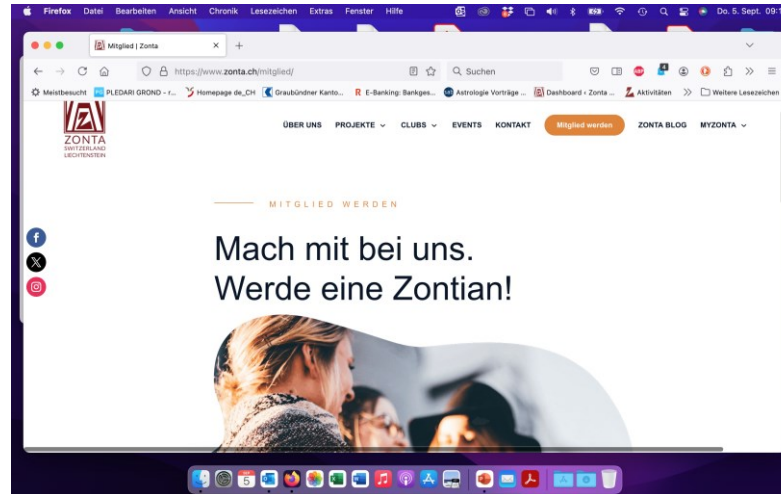 Firefox Datei Bearbeiten Ansicht Chronik Lesezeichen Extras Fenster Hilfe Do. 5. Sept. 09:
Mitglied | Zonta
https://www.zonta.ch/mitglied/ Suchen
Meistbesucht PLEDARI GROND – r... Homepage de_CH Graubündner Kanto... E-Banking: Bankges... Astrologie Vorträge ... Dashboard ‹ Zonta ... Aktivitäten Weitere Lesezeichen
ZONTA
SWITZERLAND
LIECHTENSTEIN
ÜBER UNS PROJEKTE CLUBS EVENTS KONTAKT Mitglied werden ZONTA BLOG MYZONTA
MITGLIED WERDEN
Mach mit bei uns.
Werde eine Zontian!